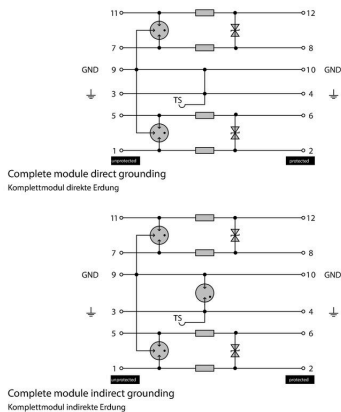 11 12
7 8
GND 9 10 GND
3 4
TS
5 6
1 2
unprotected protected
Complete module direct grounding
Komplettmodul direkte Erdung
11 12
7 8
GND 9 10 GND
3 4
TS
5 6
1 2
unprotected protected
Complete module indirect grounding
Komplettmodul indirekte Erdung